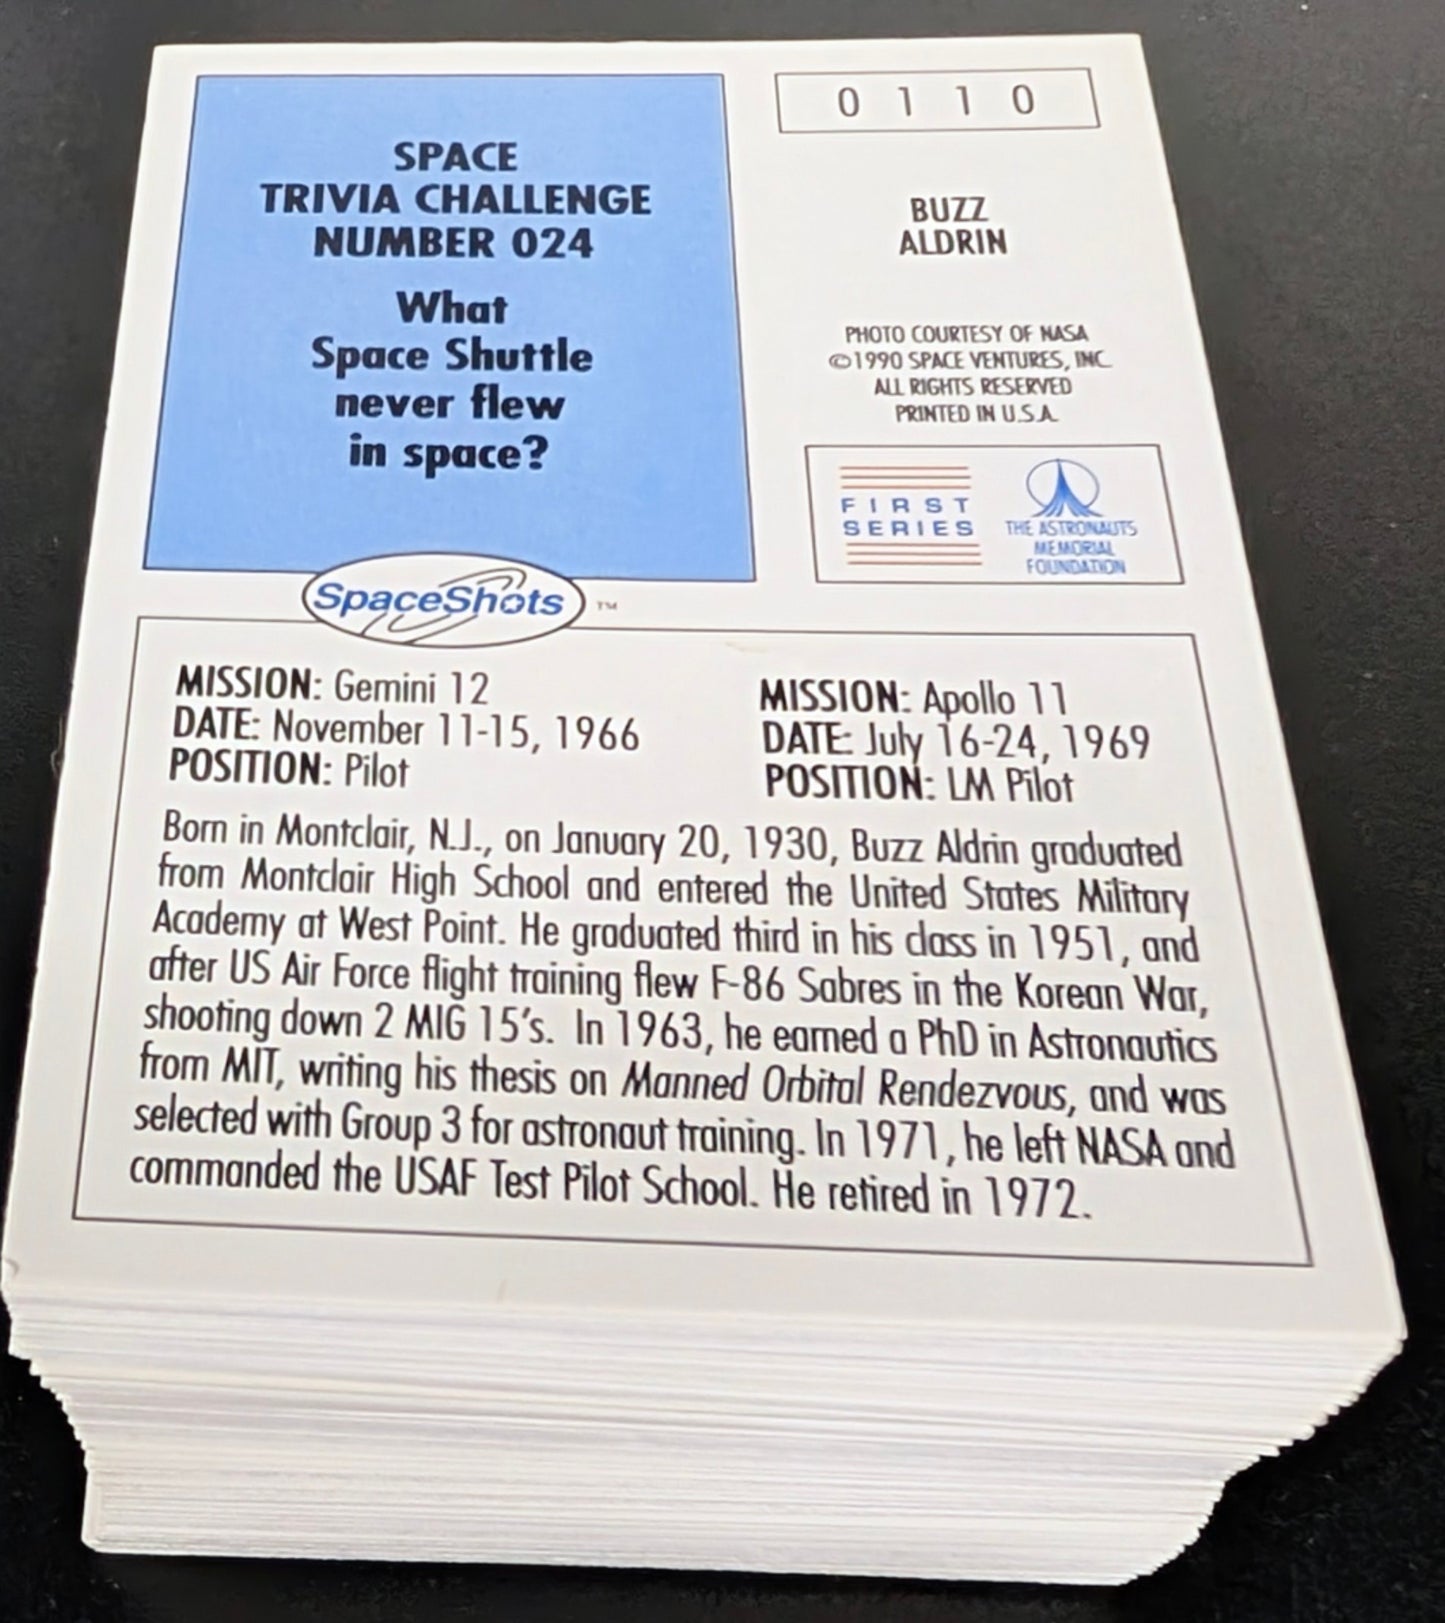 SPACE
TRIVIA CHALLENGE
NUMBER 024
What
Space Shuttle
never flew
in space?
0 1 1 0
BUZZ
ALDRIN
PHOTO COURTESY OF NASA
©1990 SPACE VENTURES, INC.
ALL RIGHTS RESERVED
PRINTED IN U.S.A.
FIRST
SERIES
THE ASTRONAUTS
MEMORIAL
FOUNDATION
SpaceShots ™
MISSION: Gemini 12
DATE: November 11-15, 1966
POSITION: Pilot
MISSION: Apollo 11
DATE: July 16-24, 1969
POSITION: LM Pilot
Born in Montclair, N.J., on January 20, 1930, Buzz Aldrin graduated
from Montclair High School and entered the United States Military
Academy at West Point. He graduated third in his class in 1951, and
after US Air Force flight training flew F-86 Sabres in the Korean War,
shooting down 2 MIG 15's. In 1963, he earned a PhD in Astronautics
from MIT, writing his thesis on Manned Orbital Rendezvous, and was
selected with Group 3 for astronaut training. In 1971, he left NASA and
commanded the USAF Test Pilot School. He retired in 1972.